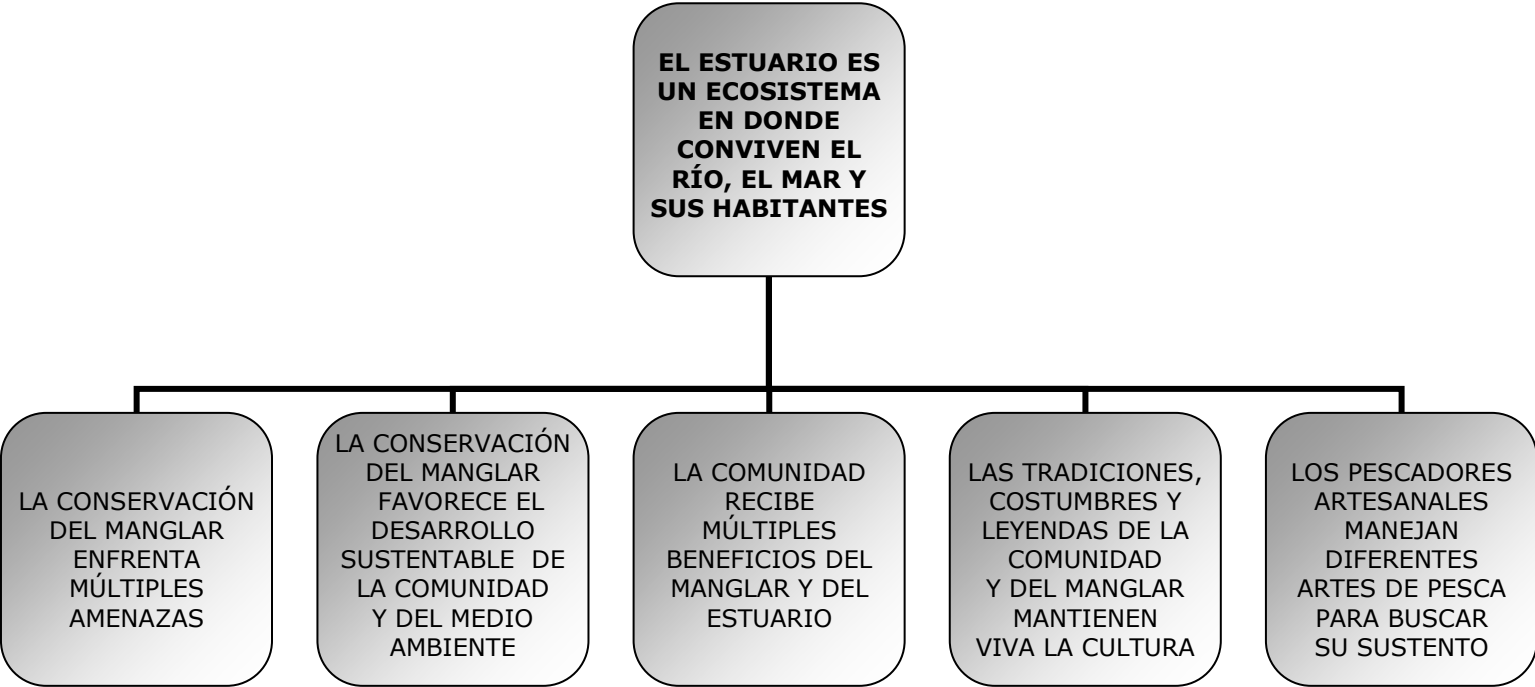 EL ESTUARIO ES
UN ECOSISTEMA
EN DONDE
CONVIVEN EL
RÍO, EL MAR Y
SUS HABITANTES
LA CONSERVACIÓN
DEL MANGLAR
ENFRENTA
MÚLTIPLES
AMENAZAS
LA CONSERVACIÓN
DEL MANGLAR
FAVORECE EL
DESARROLLO
SUSTENTABLE DE
LA COMUNIDAD
Y DEL MEDIO
AMBIENTE
LA COMUNIDAD
RECIBE
MÚLTIPLES
BENEFICIOS DEL
MANGLAR Y DEL
ESTUARIO
LAS TRADICIONES,
COSTUMBRES Y
LEYENDAS DE LA
COMUNIDAD
Y DEL MANGLAR
MANTIENEN
VIVA LA CULTURA
LOS PESCADORES
ARTESANALES
MANEJAN
DIFERENTES
ARTES DE PESCA
PARA BUSCAR
SU SUSTENTO